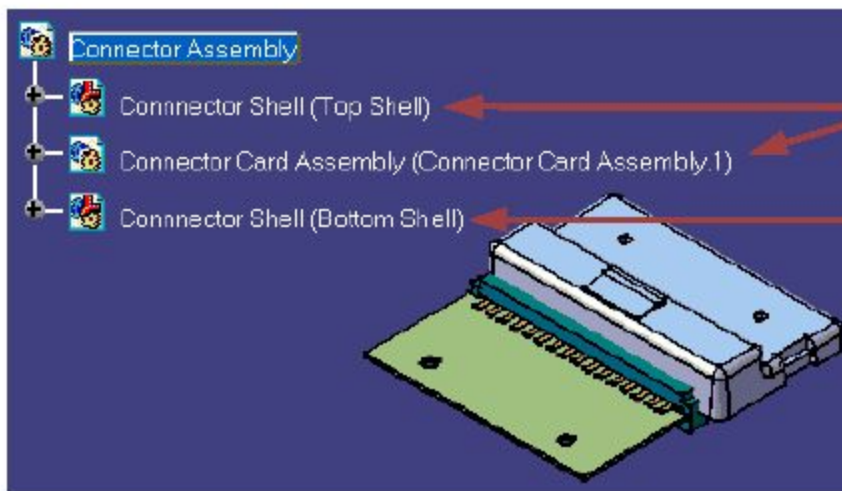 Connector Assembly
Connnector Shell (Top Shell)
Connector Card Assembly (Connector Card Assembly.1)
Connnector Shell (Bottom Shell)